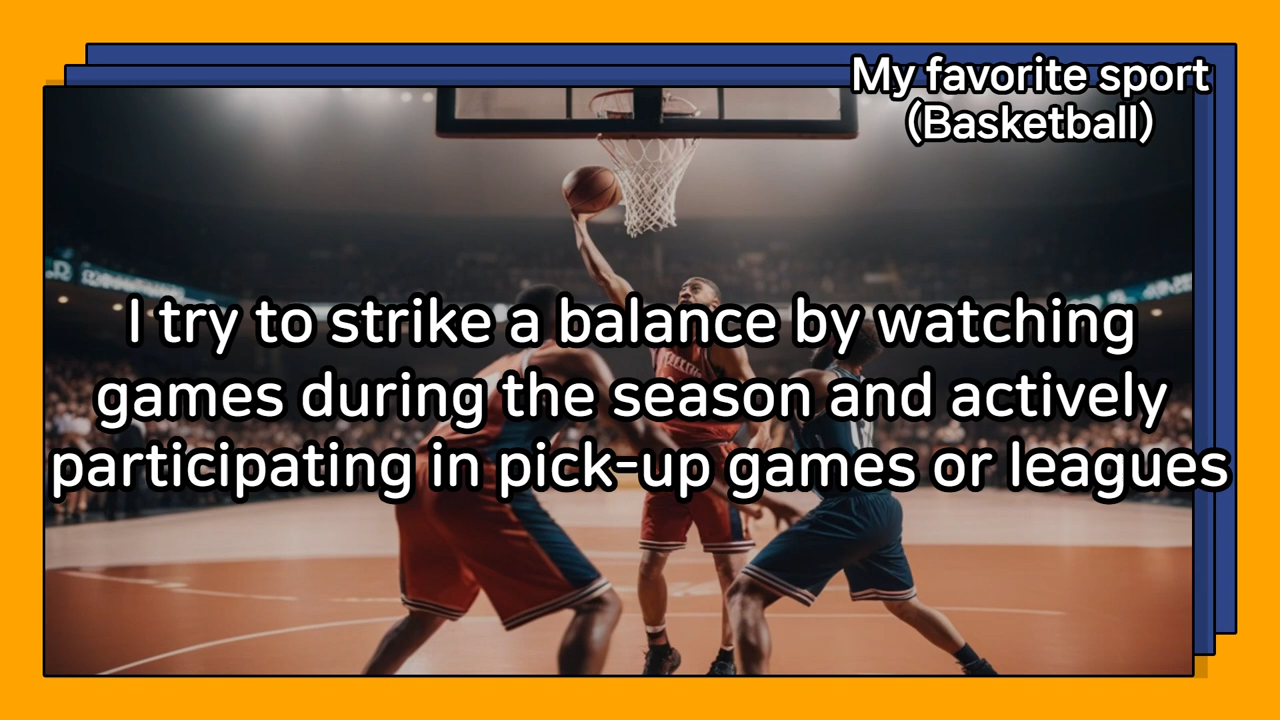 My favorite sport
(Basketball)
I try to strike a balance by watching
games during the season and actively
participating in pick-up games or leagues